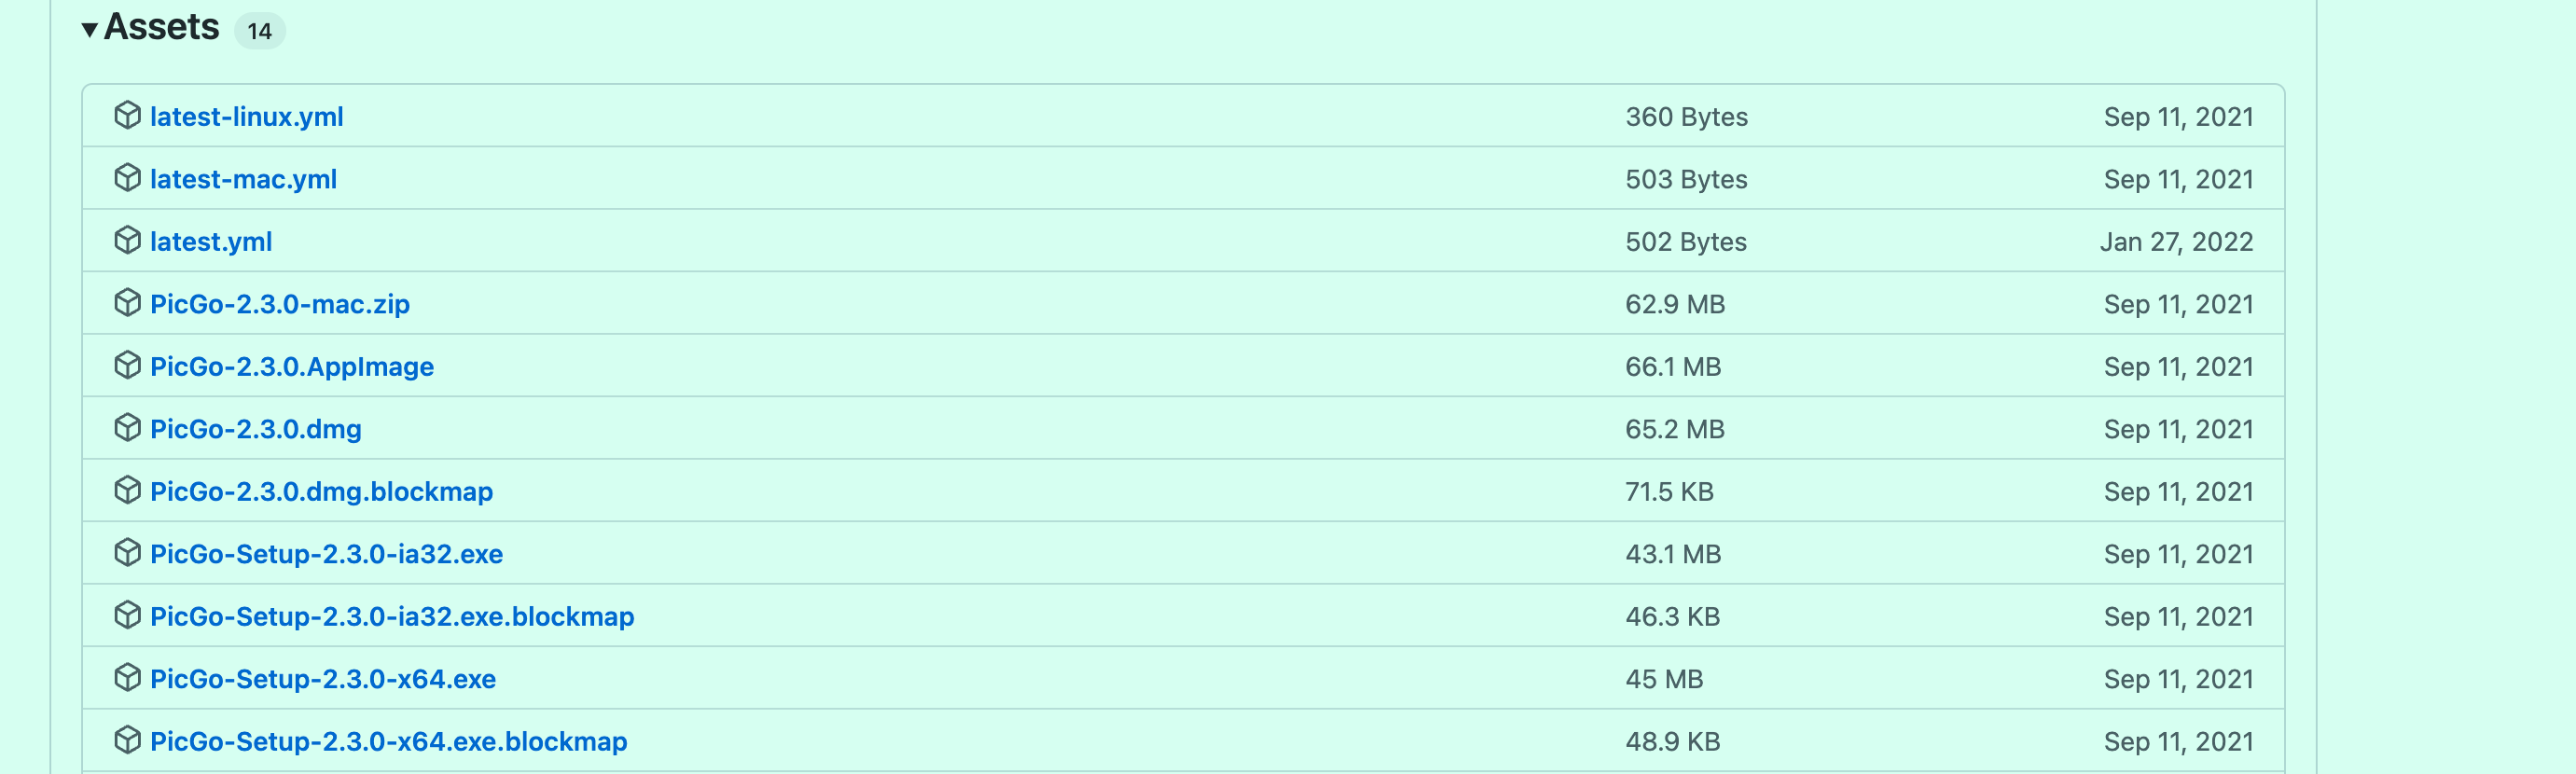 ▾Assets 14
latest-linux.yml 360 Bytes Sep 11, 2021
latest-mac.yml 503 Bytes Sep 11, 2021
latest.yml 502 Bytes Jan 27, 2022
PicGo-2.3.0-mac.zip 62.9 MB Sep 11, 2021
PicGo-2.3.0.AppImage 66.1 MB Sep 11, 2021
PicGo-2.3.0.dmg 65.2 MB Sep 11, 2021
PicGo-2.3.0.dmg.blockmap 71.5 KB Sep 11, 2021
PicGo-Setup-2.3.0-ia32.exe 43.1 MB Sep 11, 2021
PicGo-Setup-2.3.0-ia32.exe.blockmap 46.3 KB Sep 11, 2021
PicGo-Setup-2.3.0-x64.exe 45 MB Sep 11, 2021
PicGo-Setup-2.3.0-x64.exe.blockmap 48.9 KB Sep 11, 2021